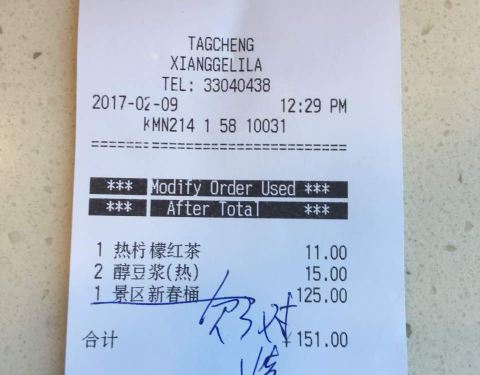 TAGCHENG
XIANGGELILA
TEL: 33040438
2017-02-09 12:29 PM
KMN214 1 58 10031
==============================
*** Modify Order Used ***
*** After Total ***
1 热柠檬红茶 11.00
2 醇豆浆(热) 15.00
1 景区新春桶 125.00
合计 ¥151.00